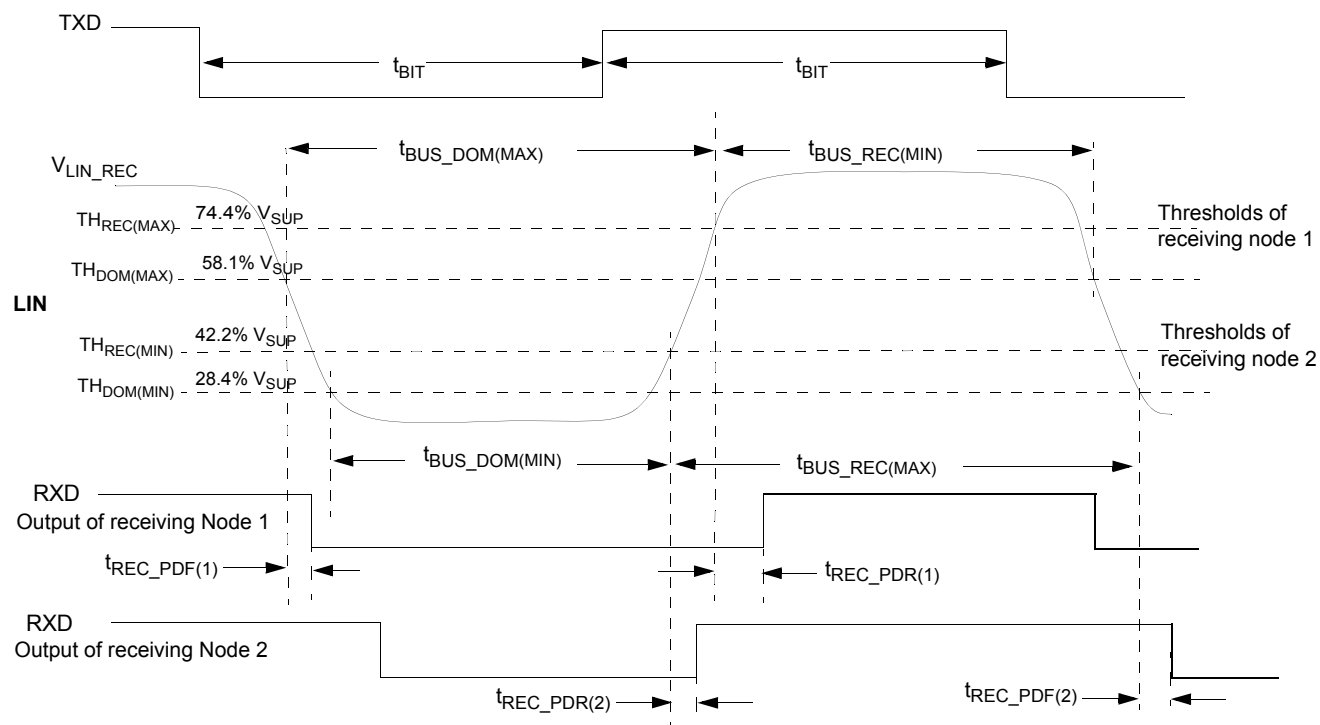 TXD
tBIT
tBIT
tBUS_DOM(MAX)
tBUS_REC(MIN)
VLIN_REC
THREC(MAX) 74.4% VSUP
Thresholds of
receiving node 1
THDOM(MAX) 58.1% VSUP
LIN
THREC(MIN) 42.2% VSUP
Thresholds of
receiving node 2
THDOM(MIN) 28.4% VSUP
tBUS_DOM(MIN)
tBUS_REC(MAX)
RXD
Output of receiving Node 1
tREC_PDF(1)
tREC_PDR(1)
RXD
Output of receiving Node 2
tREC_PDR(2)
tREC_PDF(2)